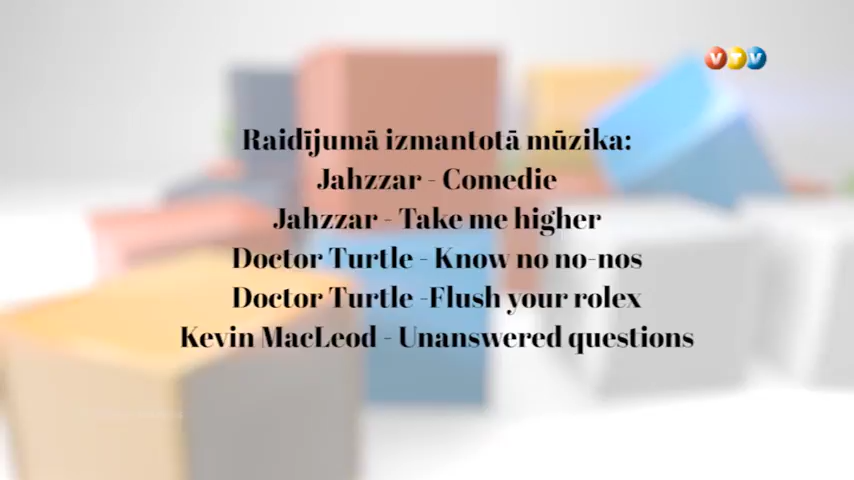 VTV
Raidījumā izmantotā mūzika:
Jahzzar - Comedie
Jahzzar - Take me higher
Doctor Turtle - Know no no-nos
Doctor Turtle -Flush your rolex
Kevin MacLeod - Unanswered questions